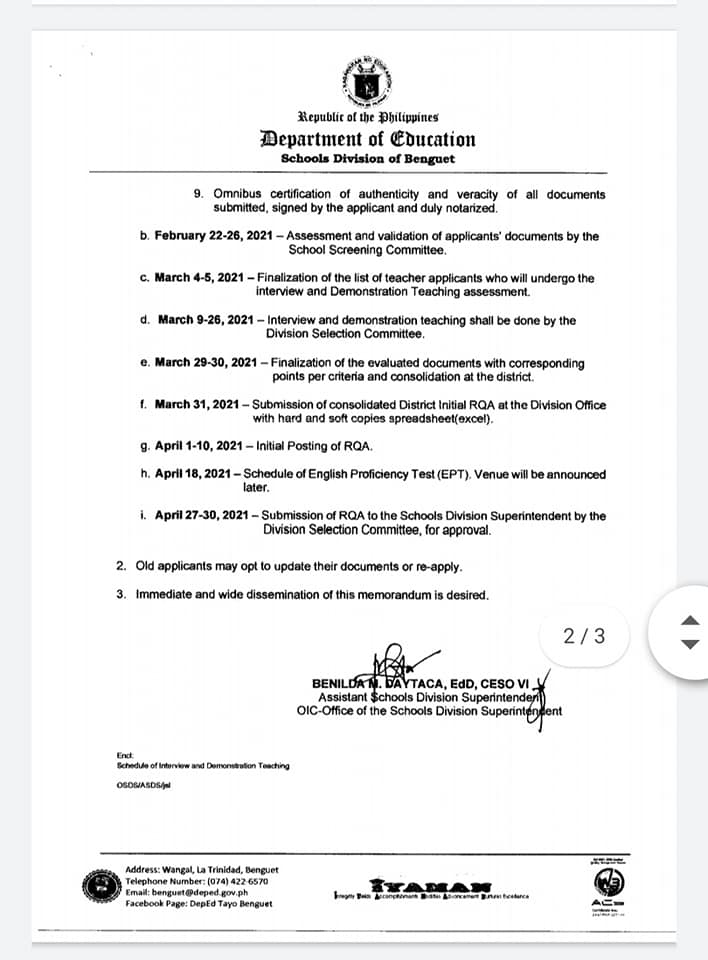 Republic of the Philippines
Department of Education
Schools Division of Benguet
9. Omnibus certification of authenticity and veracity of all documents
submitted, signed by the applicant and duly notarized.
b. February 22-26, 2021 – Assessment and validation of applicants' documents by the
School Screening Committee.
c. March 4-5, 2021 – Finalization of the list of teacher applicants who will undergo the
interview and Demonstration Teaching assessment.
d. March 9-26, 2021 – Interview and demonstration teaching shall be done by the
Division Selection Committee.
e. March 29-30, 2021 – Finalization of the evaluated documents with corresponding
points per criteria and consolidation at the district.
f. March 31, 2021 – Submission of consolidated District Initial RQA at the Division Office
with hard and soft copies spreadsheet(excel).
g. April 1-10, 2021 – Initial Posting of RQA.
h. April 18, 2021 – Schedule of English Proficiency Test (EPT). Venue will be announced
later.
i. April 27-30, 2021 – Submission of RQA to the Schools Division Superintendent by the
Division Selection Committee, for approval.
2. Old applicants may opt to update their documents or re-apply.
3. Immediate and wide dissemination of this memorandum is desired.
2 / 3
BENILDA M. DAYTACA, EdD, CESO VI
Assistant Schools Division Superintendent
OIC-Office of the Schools Division Superintendent
Encl:
Schedule of Interview and Demonstration Teaching
OSDS/ASDS/jsl
Address: Wangal, La Trinidad, Benguet
Telephone Number: (074) 422-6570
Email: benguet@deped.gov.ph
Facebook Page: DepEd Tayo Benguet
IYAMAN
Integrity Accomplishments Advancement Excellence